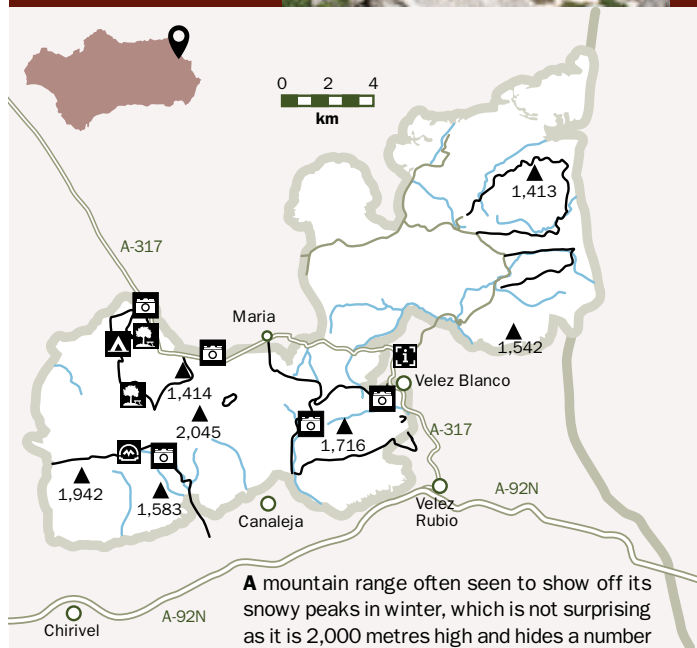 0 2 4
km
1,413
A-317
Maria
1,542
1,414
Velez Blanco
2,045
A-317
1,716
1,942
1,583
A-92N
Velez
Rubio
Canaleja
A mountain range often seen to show off its
snowy peaks in winter, which is not surprising
as it is 2,000 metres high and hides a number
A-92N
Chirivel